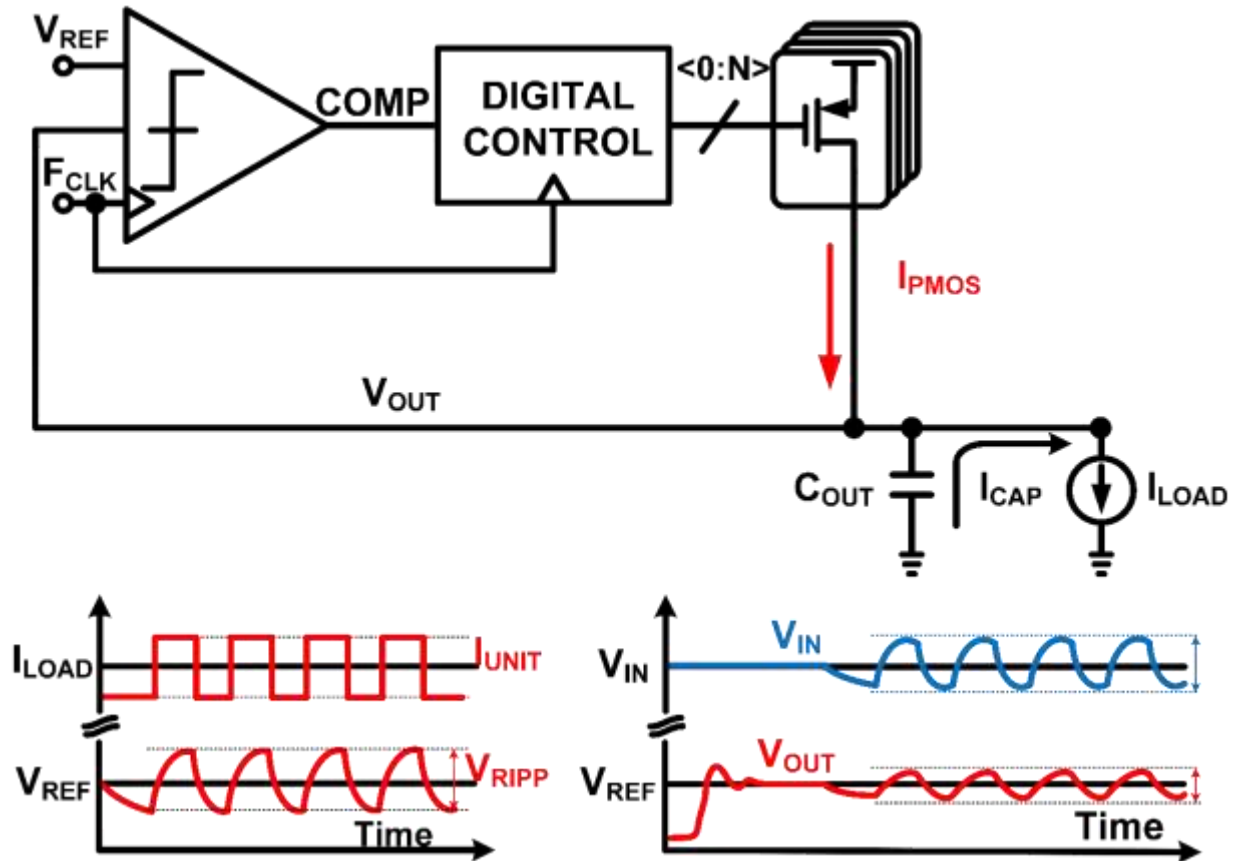 VREF
FCLK
COMP
DIGITAL
CONTROL
<0:N>
IPMOS
VOUT
COUT
ICAP
ILOAD
ILOAD
IUNIT
VREF
VRIPP
Time
VIN
VIN
VOUT
VREF
Time